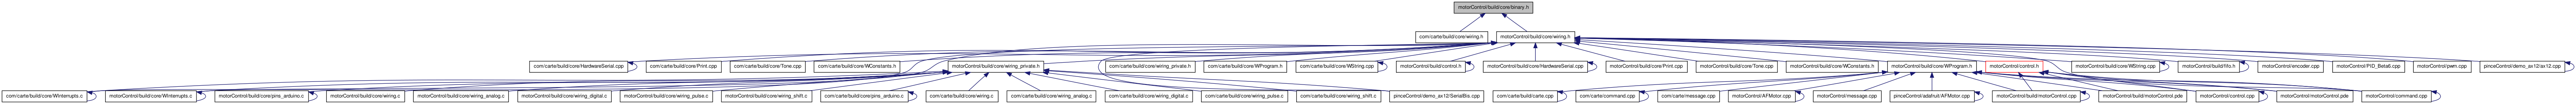 motorControl/build/core/binary.h
com/carte/build/core/wiring.h
motorControl/build/core/wiring.h
com/carte/build/core/HardwareSerial.cpp
com/carte/build/core/Print.cpp
com/carte/build/core/Tone.cpp
com/carte/build/core/WConstants.h
motorControl/build/core/wiring_private.h
com/carte/build/core/wiring_private.h
com/carte/build/core/WProgram.h
com/carte/build/core/WString.cpp
motorControl/build/control.h
motorControl/build/core/HardwareSerial.cpp
motorControl/build/core/Print.cpp
motorControl/build/core/Tone.cpp
motorControl/build/core/WConstants.h
motorControl/build/core/WProgram.h
motorControl/control.h
motorControl/build/core/WString.cpp
motorControl/build/fifo.h
motorControl/encoder.cpp
motorControl/PID_Beta6.cpp
motorControl/pwm.cpp
pinceControl/demo_ax12/ax12.cpp
com/carte/build/core/WInterrupts.c
motorControl/build/core/WInterrupts.c
motorControl/build/core/pins_arduino.c
motorControl/build/core/wiring.c
motorControl/build/core/wiring_analog.c
motorControl/build/core/wiring_digital.c
motorControl/build/core/wiring_pulse.c
motorControl/build/core/wiring_shift.c
com/carte/build/core/pins_arduino.c
com/carte/build/core/wiring.c
com/carte/build/core/wiring_analog.c
com/carte/build/core/wiring_digital.c
com/carte/build/core/wiring_pulse.c
com/carte/build/core/wiring_shift.c
pinceControl/demo_ax12/SerialBis.cpp
com/carte/build/carte.cpp
com/carte/command.cpp
com/carte/message.cpp
motorControl/AFMotor.cpp
motorControl/message.cpp
pinceControl/adafruit/AFMotor.cpp
motorControl/build/motorControl.cpp
motorControl/build/motorControl.pde
motorControl/control.cpp
motorControl/motorControl.pde
motorControl/command.cpp